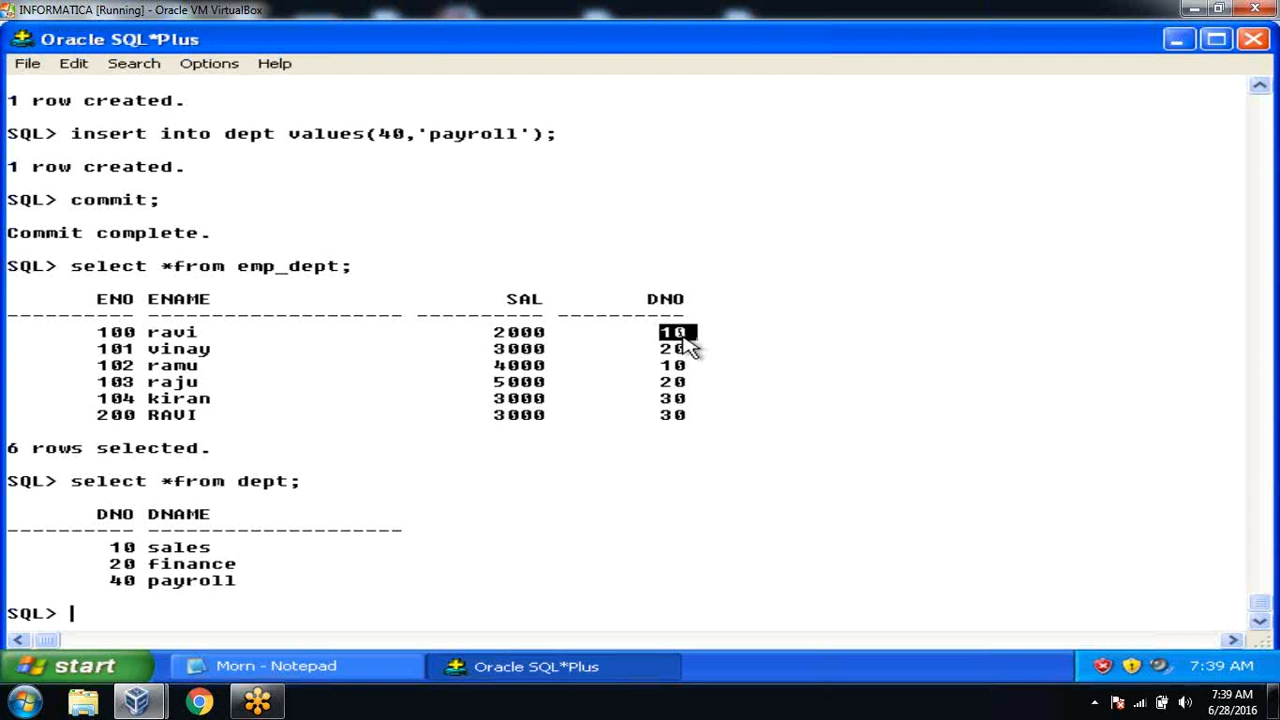 INFORMATICA [Running] - Oracle VM VirtualBox
Oracle SQL*Plus
File Edit Search Options Help
1 row created.
SQL> insert into dept values(40,'payroll');
1 row created.
SQL> commit;
Commit complete.
SQL> select *from emp_dept;
ENO ENAME SAL DNO
---------- -------------------- ---------- ----------
100 ravi 2000 10
101 vinay 3000 20
102 ramu 4000 10
103 raju 5000 20
104 kiran 3000 30
200 RAVI 3000 30
6 rows selected.
SQL> select *from dept;
DNO DNAME
---------- --------------------
10 sales
20 finance
40 payroll
SQL>
start Morn - Notepad Oracle SQL*Plus 7:39 AM
7:39 AM
6/28/2016